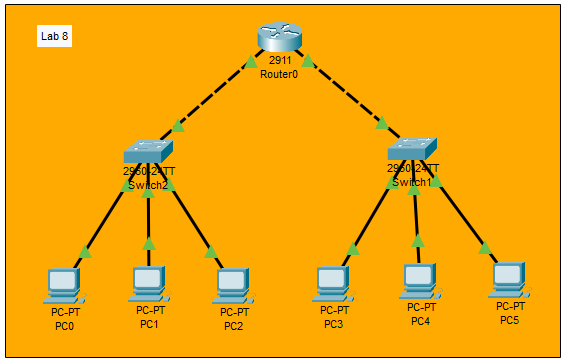 Lab 8
2911
Router0
2960-24TT
Switch2
2960-24TT
Switch1
PC-PT
PC0
PC-PT
PC1
PC-PT
PC2
PC-PT
PC3
PC-PT
PC4
PC-PT
PC5